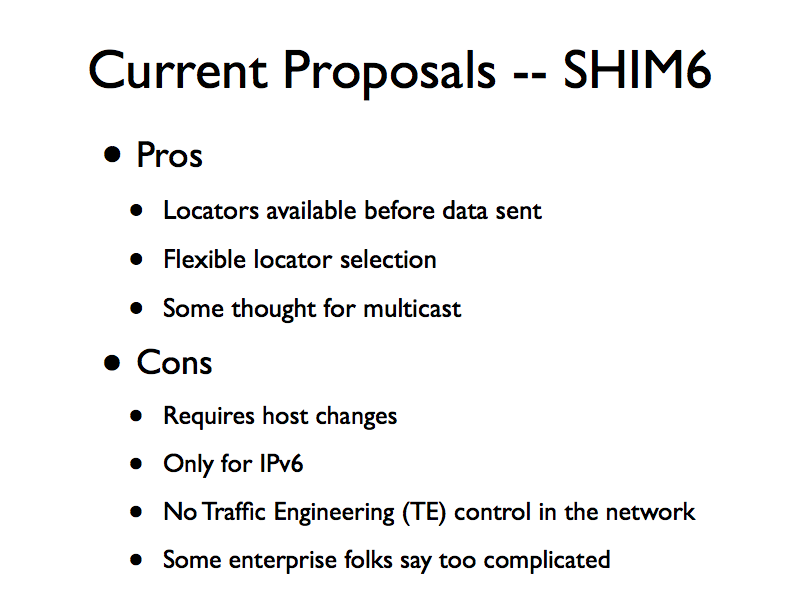 Current Proposals -- SHIM6
• Pros
• Locators available before data sent
• Flexible locator selection
• Some thought for multicast
• Cons
• Requires host changes
• Only for IPv6
• No Traffic Engineering (TE) control in the network
• Some enterprise folks say too complicated